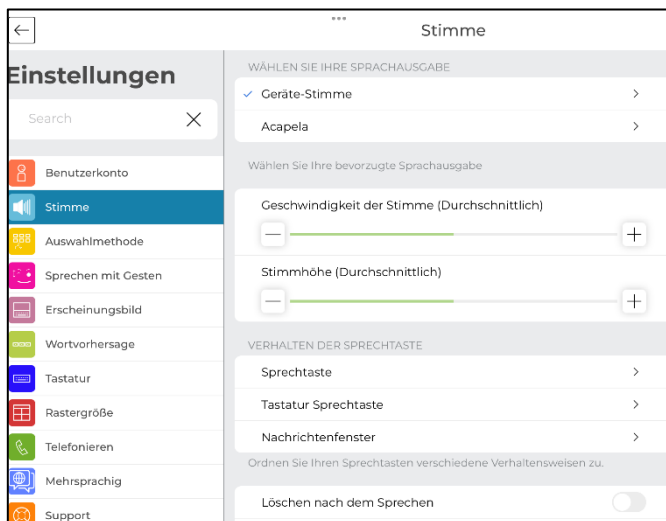 Stimme
Einstellungen
Search
Benutzerkonto
Stimme
Auswahlmethode
Sprechen mit Gesten
Erscheinungsbild
Wortvorhersage
Tastatur
Rastergröße
Telefonieren
Mehrsprachig
Support
WÄHLEN SIE IHRE SPRACHAUSGABE
Geräte-Stimme
Acapela
Wählen Sie Ihre bevorzugte Sprachausgabe
Geschwindigkeit der Stimme (Durchschnittlich)
Stimmhöhe (Durchschnittlich)
VERHALTEN DER SPRECHTASTE
Sprechtaste
Tastatur Sprechtaste
Nachrichtenfenster
Ordnen Sie Ihren Sprechtasten verschiedene Verhaltensweisen zu.
Löschen nach dem Sprechen